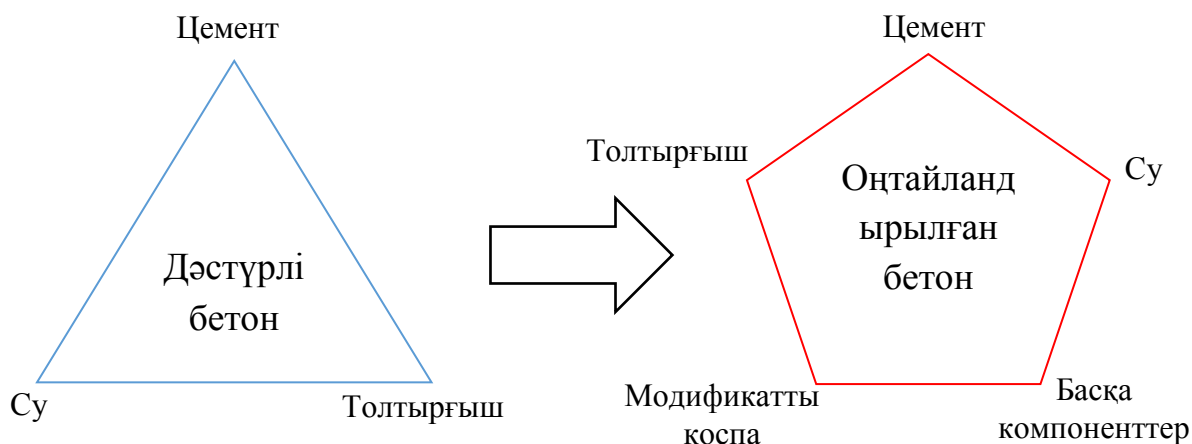 Цемент
Дәстүрлі
бетон
Су
Толтырғыш
Цемент
Толтырғыш
Су
Оңтайланд
ырылған
бетон
Модификатты
қоспа
Басқа
компоненттер